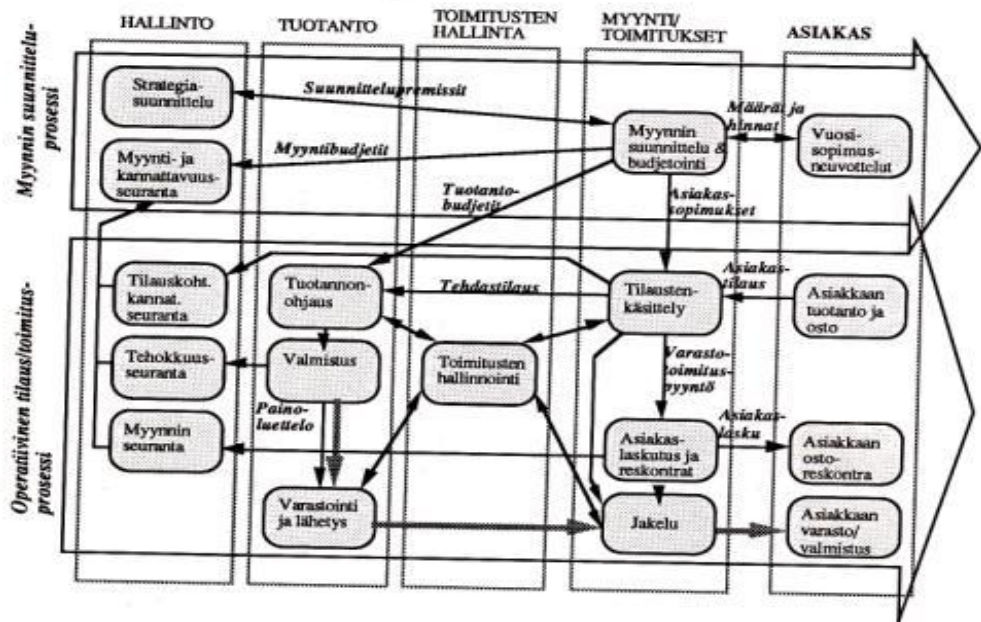 HALLINTO
TUOTANTO
TOIMITUSTEN
HALLINTA
MYYNTI/
TOIMITUKSET
ASIAKAS
Myynnin suunnittelu-
prosessi
Strategia-
suunnittelu
Suunnittelupremissit
Myynnin
suunnittelu &
budjetointi
Määrät ja
hinnat
Vuosi-
sopimus-
neuvottelut
Myynti- ja
kannattavuus-
seuranta
Myyntibudjetit
Tuotanto-
budjetit
Asiakas-
sopimukset
Operatiivinen tilaus/toimitus-
prosessi
Tilauskoht.
kannat.
seuranta
Tuotannon-
ohjaus
Tehdastilaus
Tilausten-
käsittely
Asiakas-
tilaus
Asiakkaan
tuotanto ja
osto
Tehokkuus-
seuranta
Valmistus
Toimitusten
hallinnointi
Varasto-
toimitus-
pyyntö
Myynnin
seuranta
Paino-
luettelo
Asiakas-
laskutus ja
reskontrat
Asiakas-
lasku
Asiakkaan
osto-
reskontra
Varastointi
ja lähetys
Jakelu
Asiakkaan
varasto/
valmistus